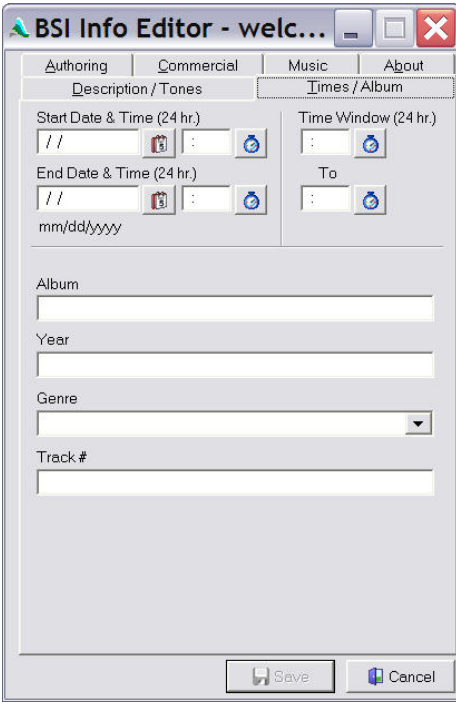 BSI Info Editor - welc...
Authoring Commercial Music About
Description / Tones Times / Album
Start Date & Time (24 hr.) Time Window (24 hr.)
/ / : :
End Date & Time (24 hr.) To
/ / : :
mm/dd/yyyy
Album
Year
Genre
Track #
Save Cancel